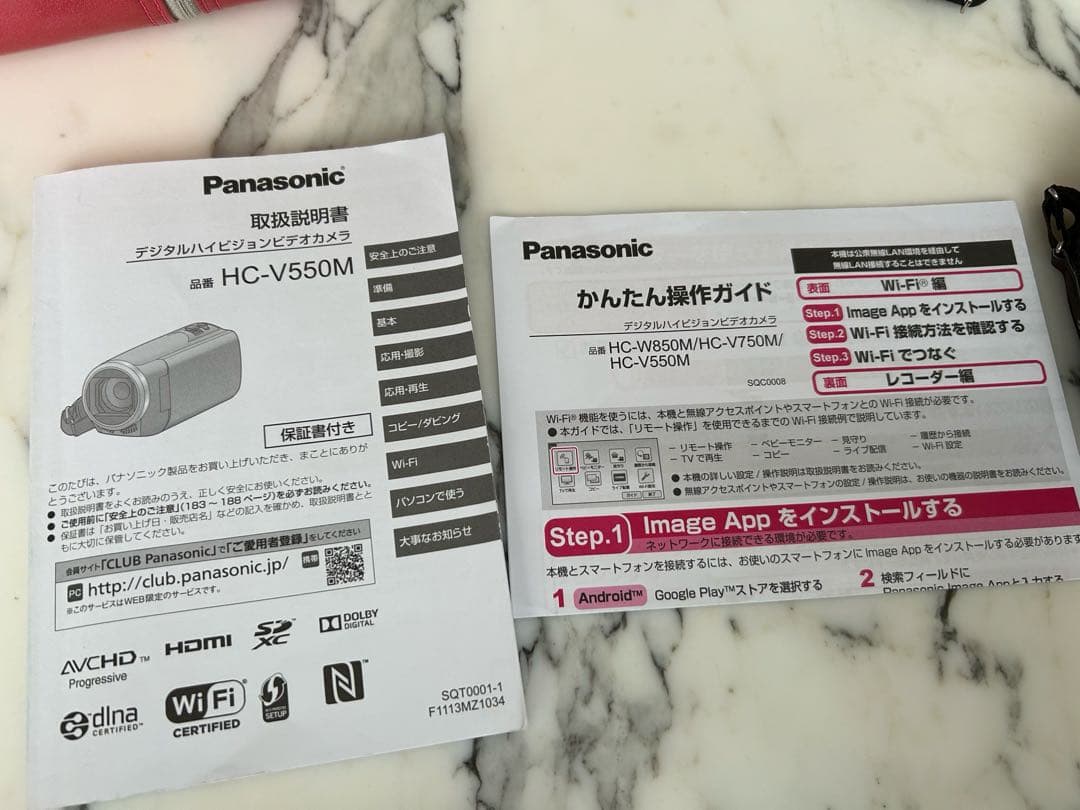 Panasonic
取扱説明書
デジタルハイビジョンビデオカメラ
品番 HC-V550M
保証書付き
このたびは、パナソニック製品をお買い上げいただき、まことにありが
とうございます。
● 取扱説明書をよくお読みのうえ、正しく安全にお使いください。
● ご使用前に「安全上のご注意」(183~188ページ)を必ずお読みください。
● 保証書は「お買い上げ日・販売店名」などの記入を確かめ、取扱説明書とと
もに大切に保管してください。
会員サイト「CLUB Panasonic」で「ご愛用者登録」をしてください
PC http://club.panasonic.jp/ 携帯
※このサービスはWEB限定のサービスです。
AVCHD™
Progressive
HDMI
SD
XC
DOLBY
DIGITAL
dlna
CERTIFIED™
Wi Fi®
CERTIFIED
SETUP
SQT0001-1
F1113MZ1034
安全上のご注意
準備
基本
応用・撮影
応用・再生
コピー/ダビング
Wi-Fi
パソコンで使う
大事なお知らせ
Panasonic
かんたん操作ガイド
デジタルハイビジョンビデオカメラ
品番 HC-W850M/HC-V750M/
HC-V550M
SQC0008
本機は公衆無線LAN環境を経由して
無線LAN接続することはできません
表面 Wi-Fi® 編
Step.1 Image App をインストールする
Step.2 Wi-Fi 接続方法を確認する
Step.3 Wi-Fi でつなぐ
裏面 レコーダー編
Wi-Fi® 機能を使うには、本機と無線アクセスポイントやスマートフォンとの Wi-Fi 接続が必要です。
● 本ガイドでは、「リモート操作」を使用できるまでの Wi-Fi 接続例で説明しています。
– リモート操作 – ベビーモニター – 見守り – 履歴から接続
– TV で再生 – コピー – ライブ配信 – Wi-Fi 設定
● 本機の詳しい設定 / 操作説明は取扱説明書をお読みください。
● 無線アクセスポイントやスマートフォンの設定 / 操作説明は、お使いの機器の説明書をお読みください。
Step.1 Image App をインストールする
ネットワークに接続できる環境が必要です。
本機とスマートフォンを接続するには、お使いのスマートフォンに Image App をインストールする必要があります
1 Android™ Google Play™ストアを選択する
2 検索フィールドに
Panasonic Image Appと入力する